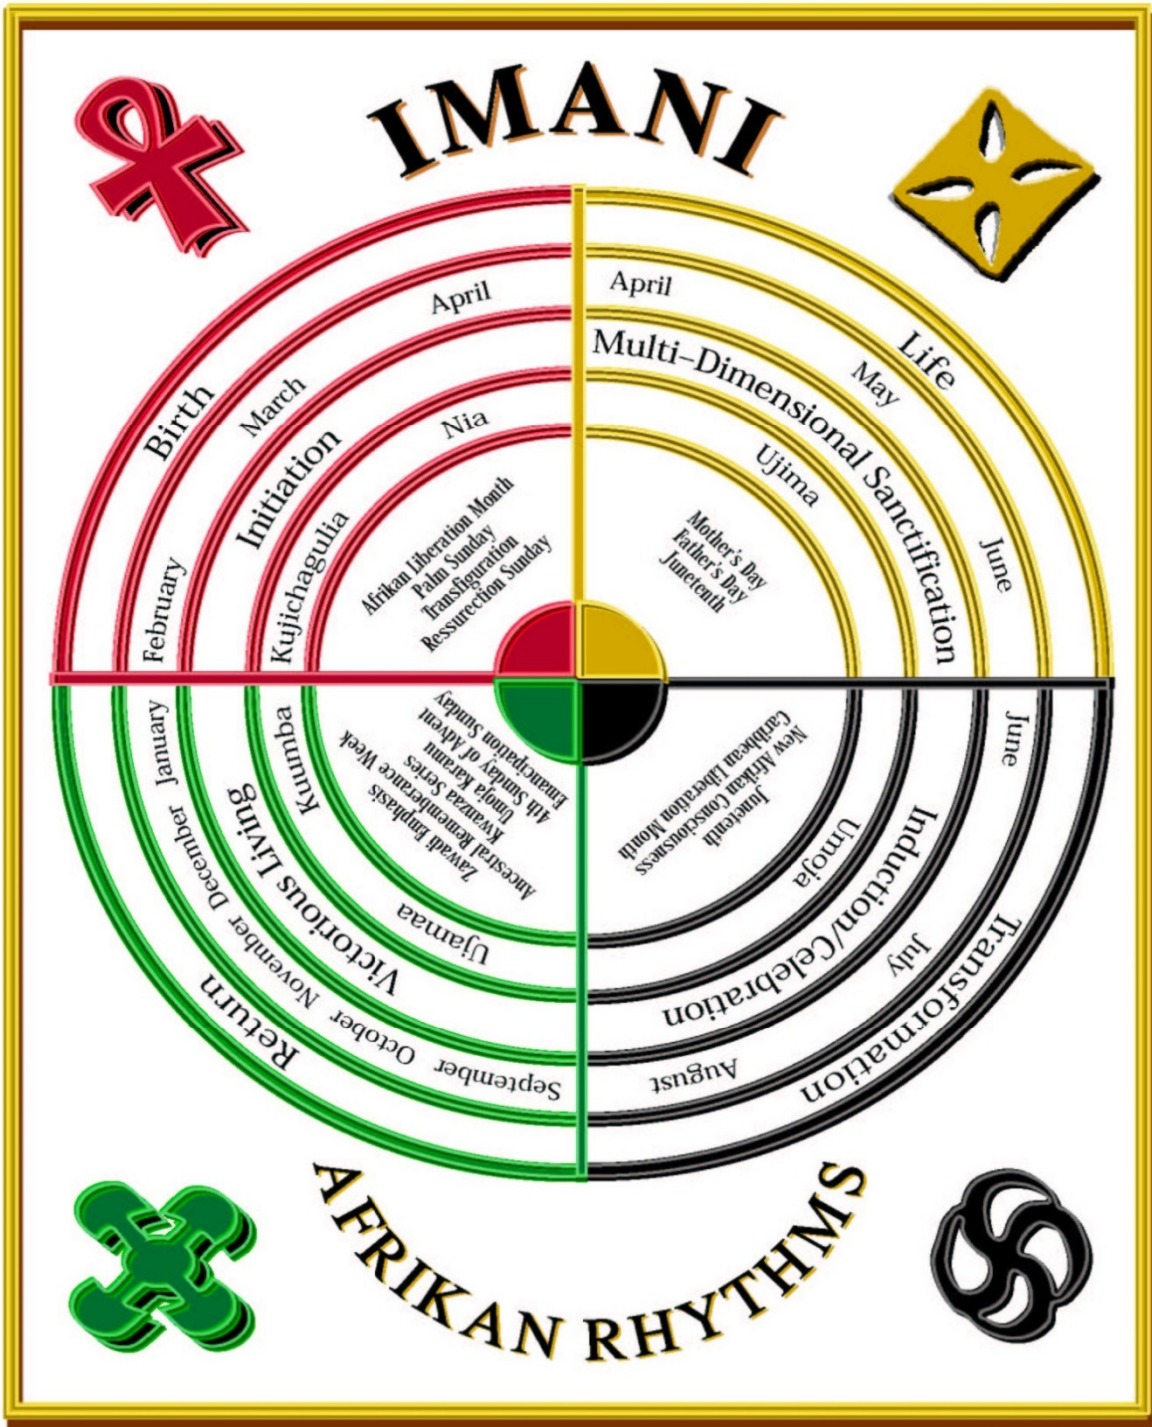 IMANI
Birth
February
March
April
Initiation
Kujichagulia
Nia
Afrikan Liberation Month
Palm Sunday
Transfiguration
Ressurection Sunday
Life
April
May
June
Multi-Dimensional Sanctification
Ujima
Mother's Day
Father's Day
Junetenth
Transformation
June
July
August
Induction/Celebration
Umoja
New Afrikan Consciousness
Junetenth
Caribbean Liberation Month
Return
September
October
November
December
January
Victorious Living
Ujamaa
Kuumba
Ancestral Rememberance Week
Zawadi Emphasis
Kwanzaa Series
Umoja Karamu
4th Sunday of Advent
Emancipation Sunday
AFRIKAN RHYTHMS